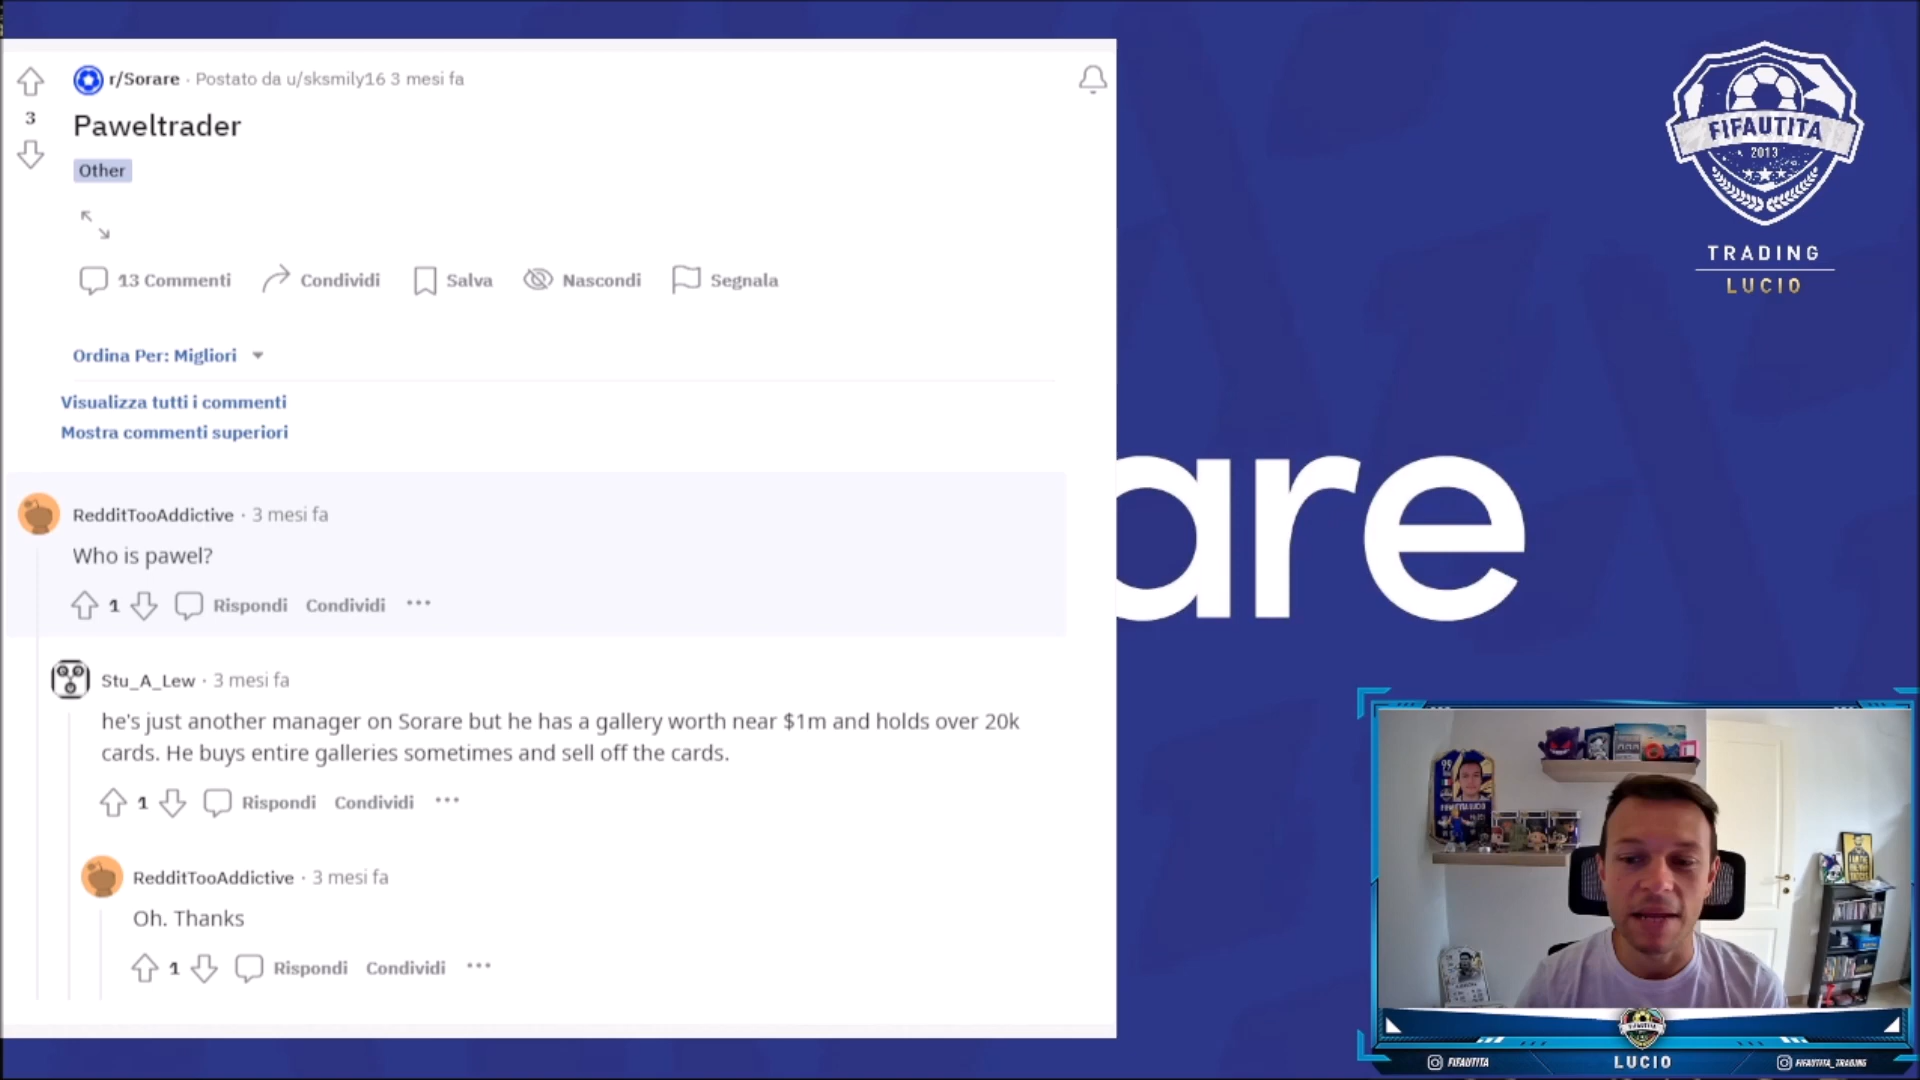 r/Sorare · Postato da u/sksmily16 3 mesi fa
3
Paweltrader
Other
13 Commenti Condividi Salva Nascondi Segnala
Ordina Per: Migliori
Visualizza tutti i commenti
Mostra commenti superiori
RedditTooAddictive · 3 mesi fa
Who is pawel?
1 Rispondi Condividi ...
Stu_A_Lew · 3 mesi fa
he's just another manager on Sorare but he has a gallery worth near $1m and holds over 20k
cards. He buys entire galleries sometimes and sell off the cards.
1 Rispondi Condividi ...
RedditTooAddictive · 3 mesi fa
Oh. Thanks
1 Rispondi Condividi ...
FIFAUTITA
2013
TRADING
LUCIO
are
99
FIFAUTITA
LUCIO
FIFAUTITA_TRADING